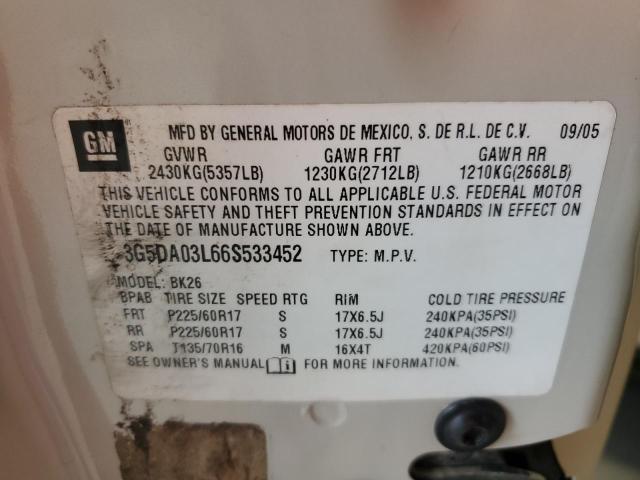 GM
MFD BY GENERAL MOTORS DE MEXICO, S. DE R.L. DE C.V. 09/05
GVWR GAWR FRT GAWR RR
2430KG(5357LB) 1230KG(2712LB) 1210KG(2668LB)
THIS VEHICLE CONFORMS TO ALL APPLICABLE U.S. FEDERAL MOTOR
VEHICLE SAFETY AND THEFT PREVENTION STANDARDS IN EFFECT ON
THE DATE OF MANUFACTURE SHOWN ABOVE.
3G5DA03L66S533452 TYPE: M.P.V.
MODEL: BK26
BPAB TIRE SIZE SPEED RTG RIM COLD TIRE PRESSURE
FRT P225/60R17 S 17X6.5J 240KPA(35PSI)
RR P225/60R17 S 17X6.5J 240KPA(35PSI)
SPA T135/70R16 M 16X4T 420KPA(60PSI)
SEE OWNER'S MANUAL i FOR MORE INFORMATION.